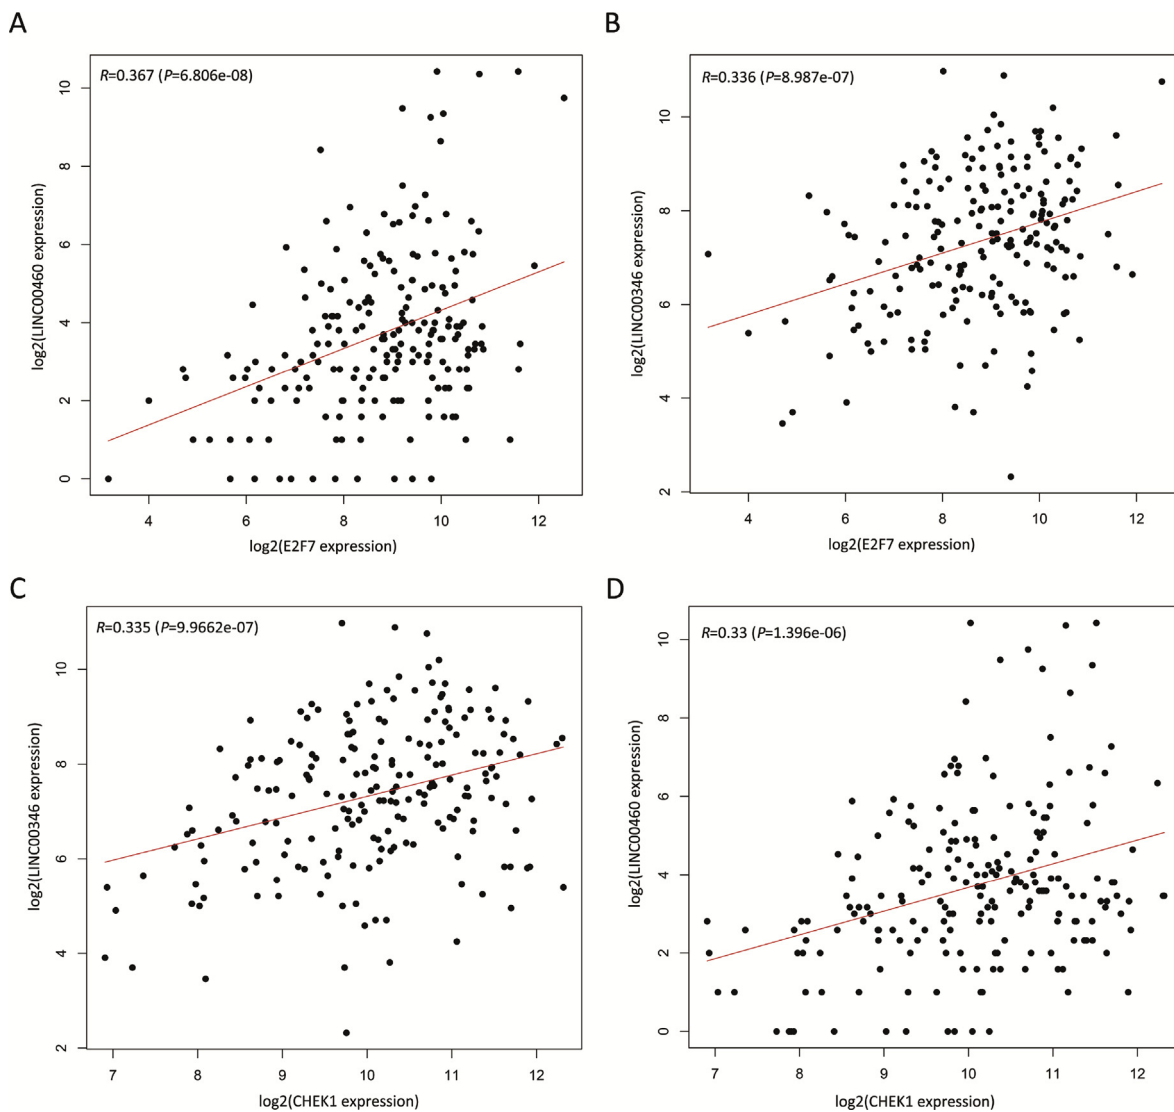 A
R=0.367 (P=6.806e-08)
log2(LINC00460 expression)
10
8
6
4
2
0
4 6 8 10 12
log2(E2F7 expression)
B
R=0.336 (P=8.987e-07)
log2(LINC00346 expression)
10
8
6
4
2
4 6 8 10 12
log2(E2F7 expression)
C
R=0.335 (P=9.9662e-07)
log2(LINC00346 expression)
10
8
6
4
2
7 8 9 10 11 12
log2(CHEK1 expression)
D
R=0.33 (P=1.396e-06)
log2(LINC00460 expression)
10
8
6
4
2
0
7 8 9 10 11 12
log2(CHEK1 expression)